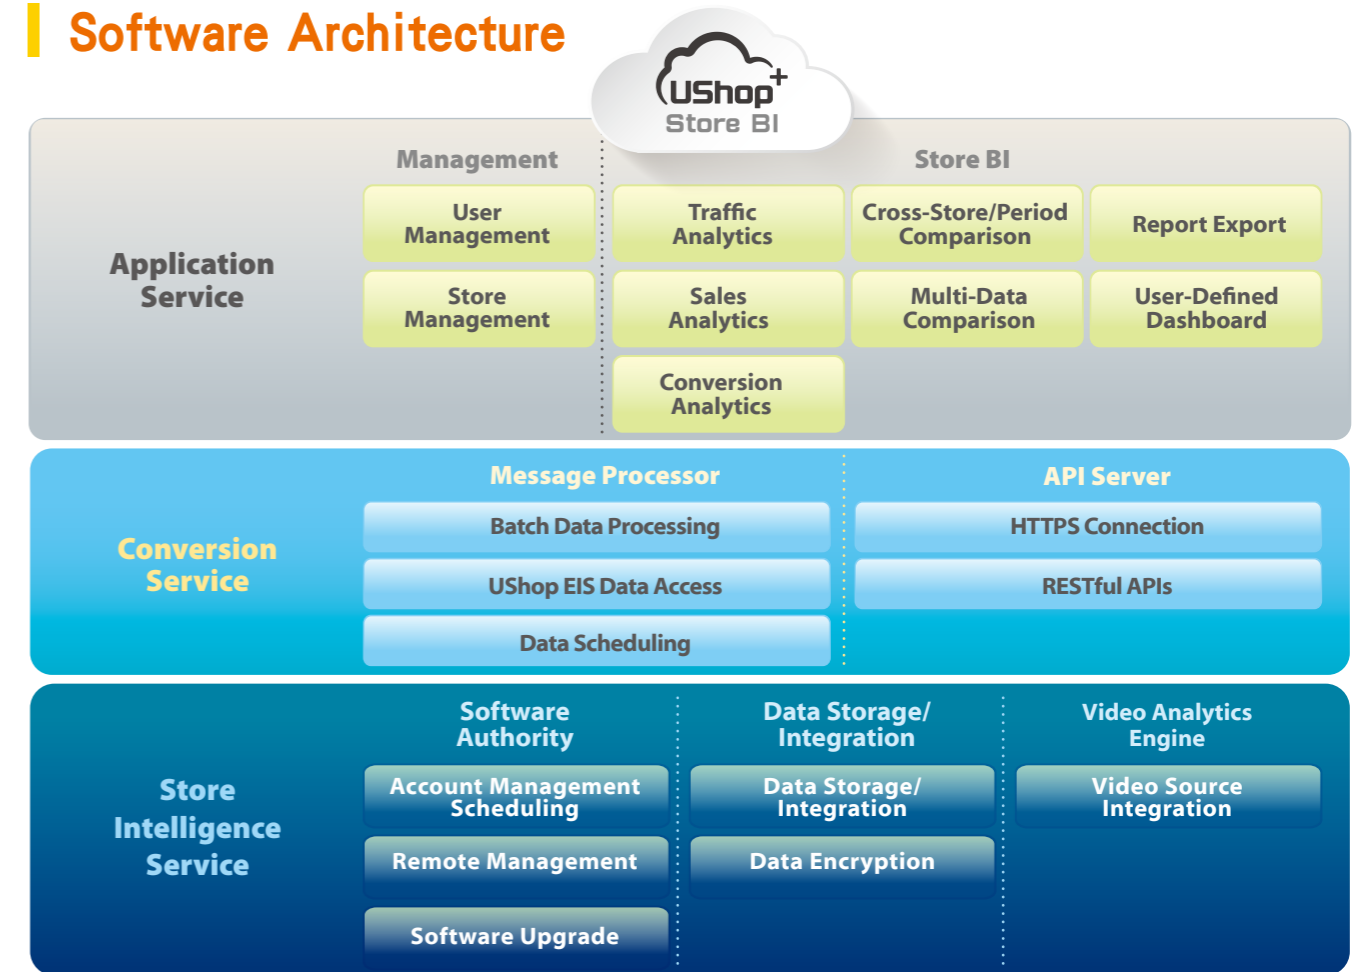 Software Architecture
UShop+
Store BI
Management
Store BI
Application
Service
User
Management
Traffic
Analytics
Cross-Store/Period
Comparison
Report Export
Store
Management
Sales
Analytics
Multi-Data
Comparison
User-Defined
Dashboard
Conversion
Analytics
Conversion
Service
Message Processor
API Server
Batch Data Processing
HTTPS Connection
UShop EIS Data Access
RESTful APIs
Data Scheduling
Store
Intelligence
Service
Software
Authority
Data Storage/
Integration
Video Analytics
Engine
Account Management
Scheduling
Data Storage/
Integration
Video Source
Integration
Remote Management
Data Encryption
Software Upgrade